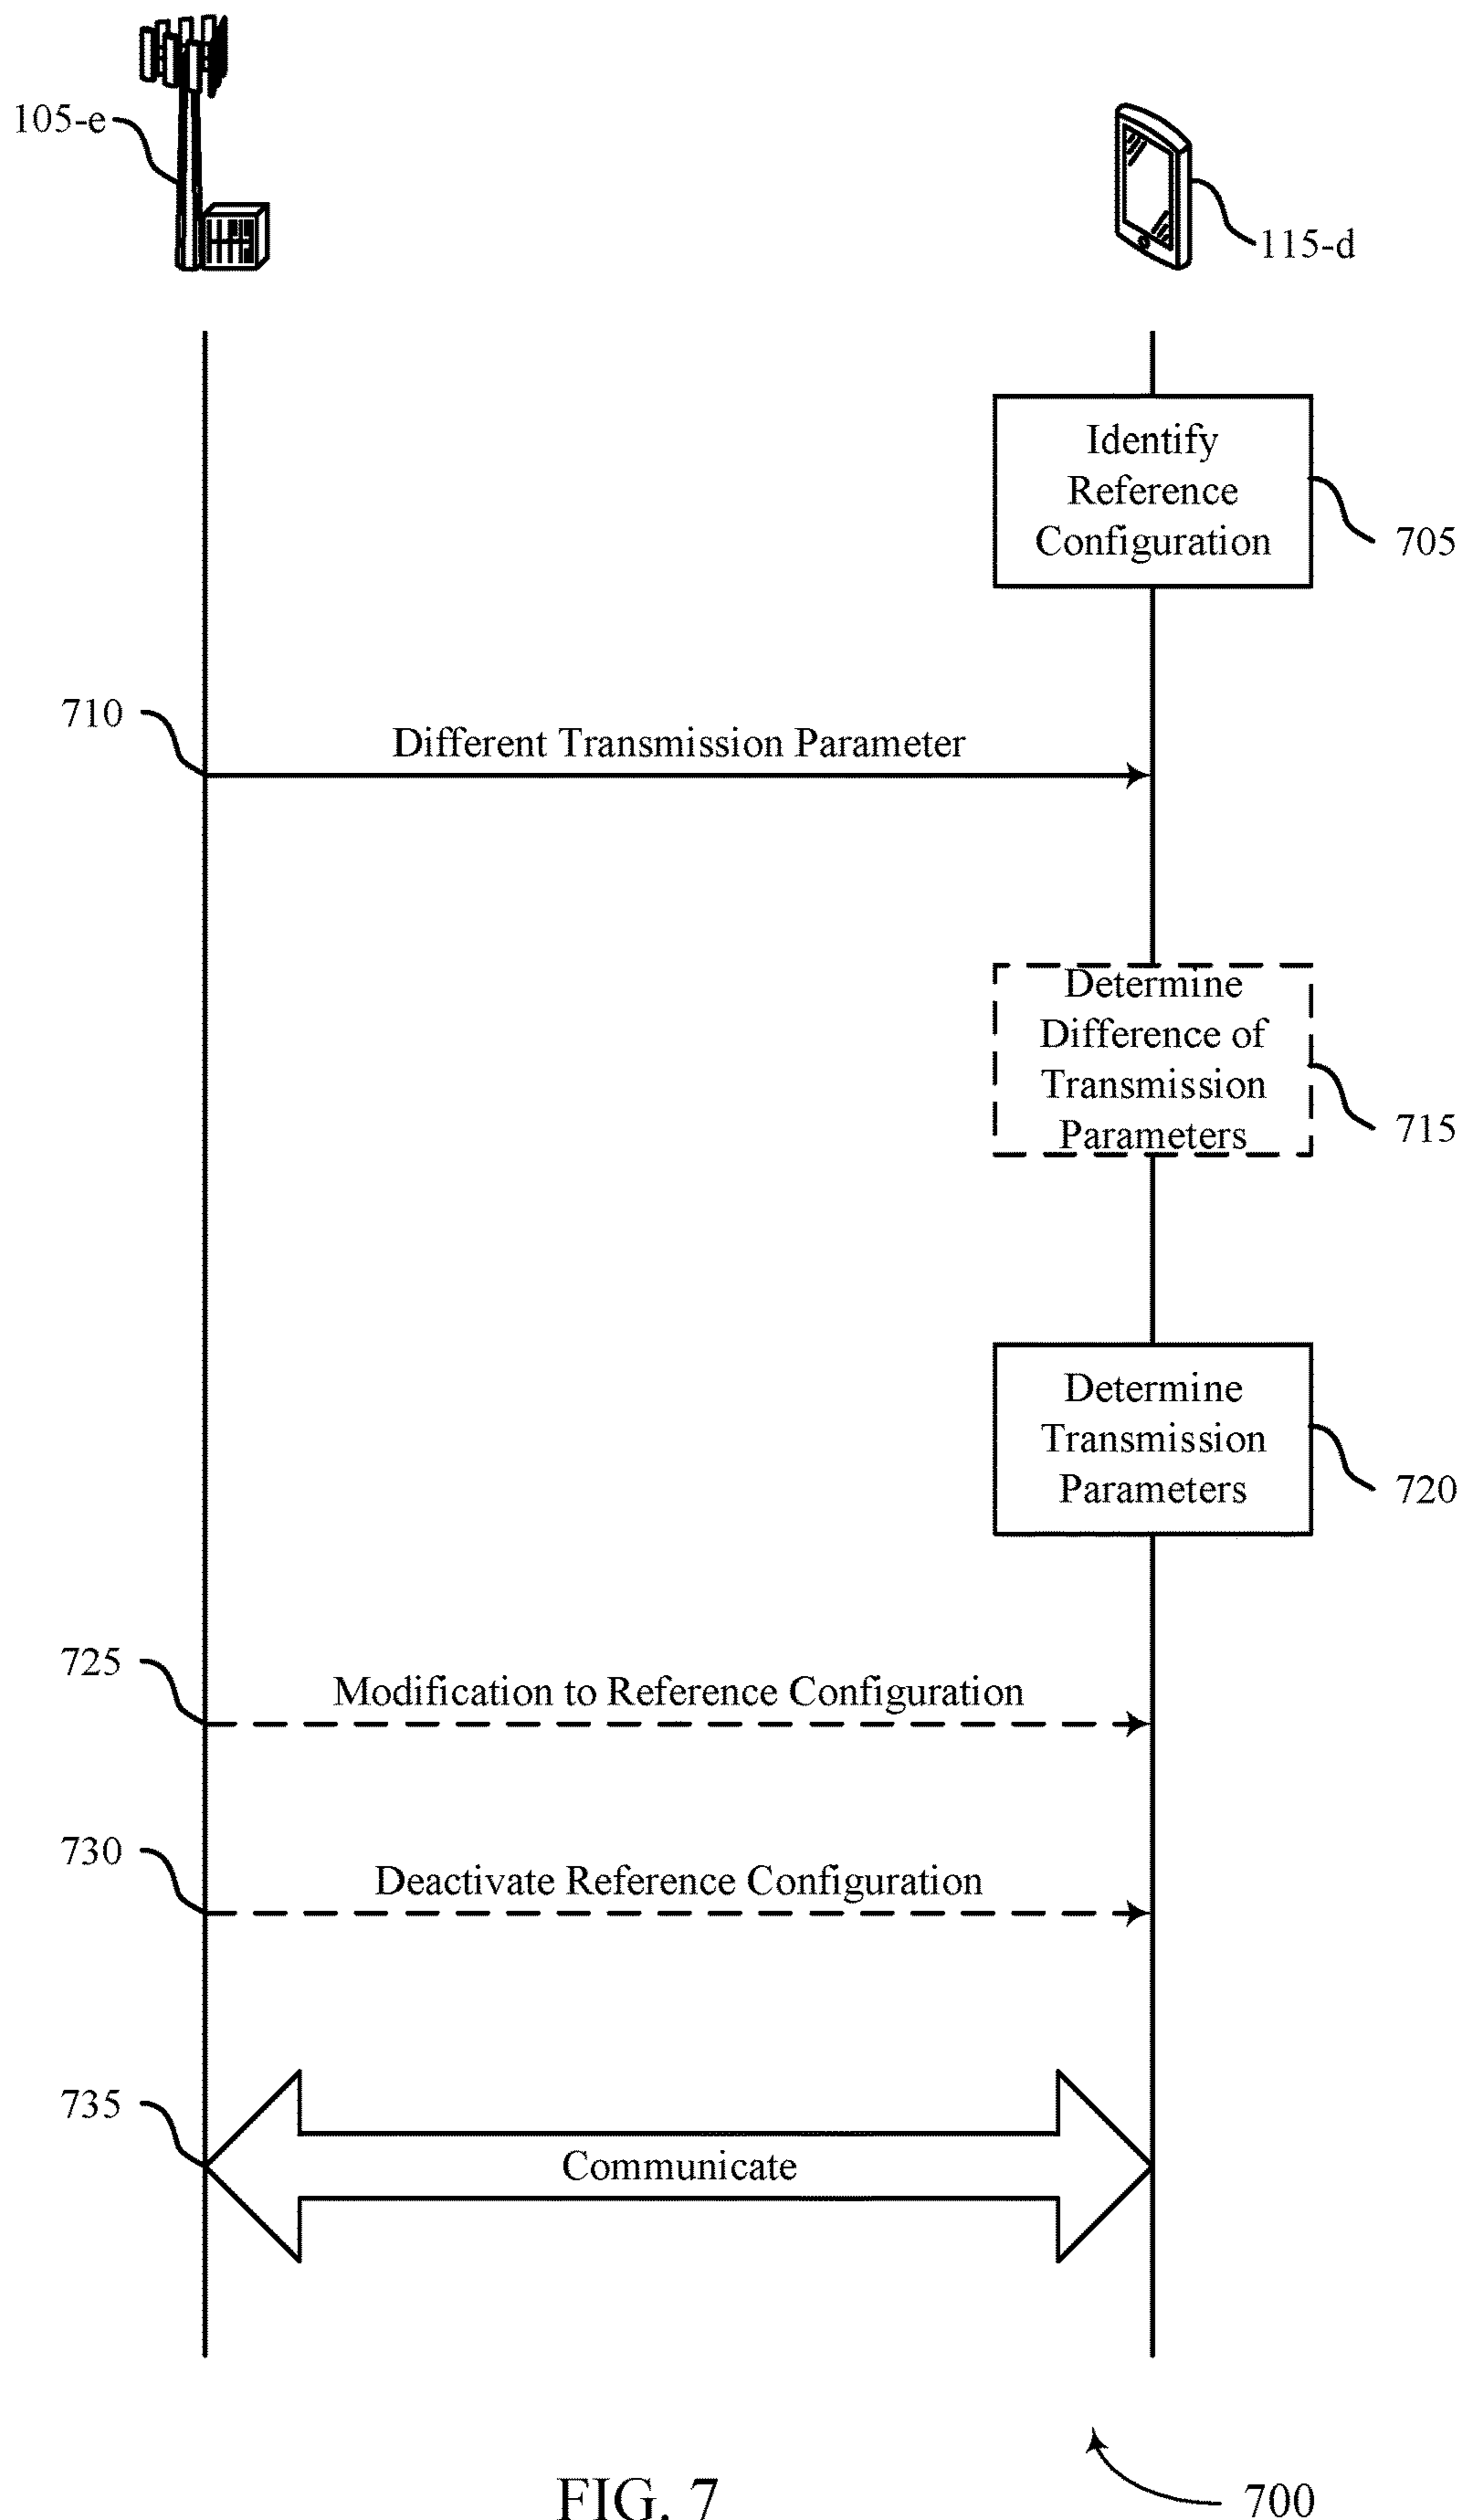 105-e
115-d
Identify
Reference
Configuration
705
710
Different Transmission Parameter
Determine
Difference of
Transmission
Parameters
715
Determine
Transmission
Parameters
720
725
Modification to Reference Configuration
730
Deactivate Reference Configuration
735
Communicate
FIG. 7
700